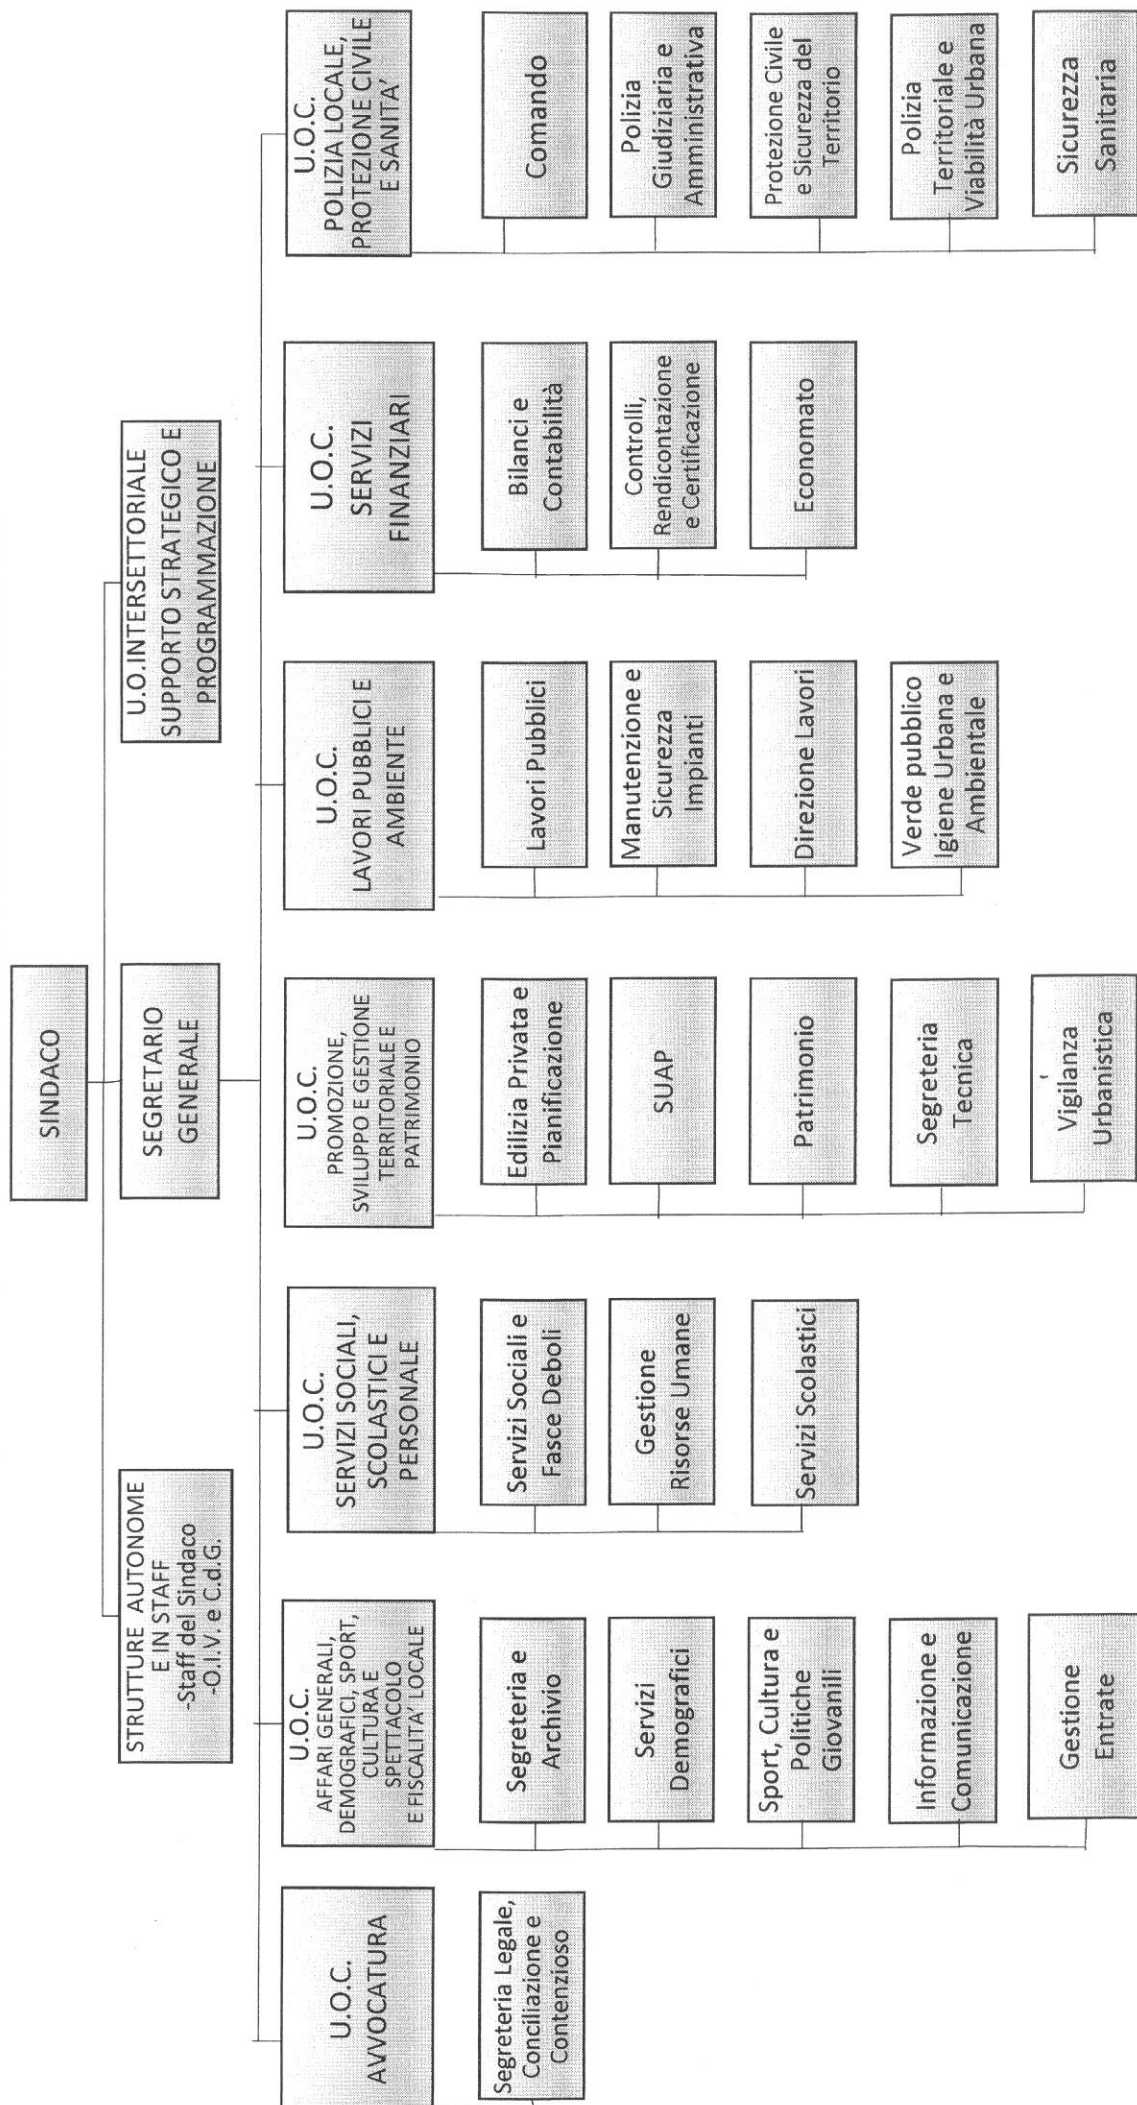 SINDACO
STRUTTURE AUTONOME
E IN STAFF
-Staff del Sindaco
-O.I.V. e C.d.G.
SEGRETARIO
GENERALE
U.O.INTERSETTORIALE
SUPPORTO STRATEGICO E
PROGRAMMAZIONE
U.O.C.
AVVOCATURA
Segreteria Legale,
Conciliazione e
Contenzioso
U.O.C.
AFFARI GENERALI,
DEMOGRAFICI, SPORT,
CULTURA E
SPETTACOLO
E FISCALITA' LOCALE
Segreteria e
Archivio
Servizi
Demografici
Sport, Cultura e
Politiche
Giovanili
Informazione e
Comunicazione
Gestione
Entrate
U.O.C.
SERVIZI SOCIALI,
SCOLASTICI E
PERSONALE
Servizi Sociali e
Fasce Deboli
Gestione
Risorse Umane
Servizi Scolastici
U.O.C.
PROMOZIONE,
SVILUPPO E GESTIONE
TERRITORIALE E
PATRIMONIO
Edilizia Privata e
Pianificazione
SUAP
Patrimonio
Segreteria
Tecnica
Vigilanza
Urbanistica
U.O.C.
LAVORI PUBBLICI E
AMBIENTE
Lavori Pubblici
Manutenzione e
Sicurezza
Impianti
Direzione Lavori
Verde pubblico
Igiene Urbana e
Ambientale
U.O.C.
SERVIZI
FINANZIARI
Bilanci e
Contabilità
Controlli,
Rendicontazione
e Certificazione
Economato
U.O.C.
POLIZIA LOCALE,
PROTEZIONE CIVILE
E SANITA'
Comando
Polizia
Giudiziaria e
Amministrativa
Protezione Civile
e Sicurezza del
Territorio
Polizia
Territoriale e
Viabilità Urbana
Sicurezza
Sanitaria